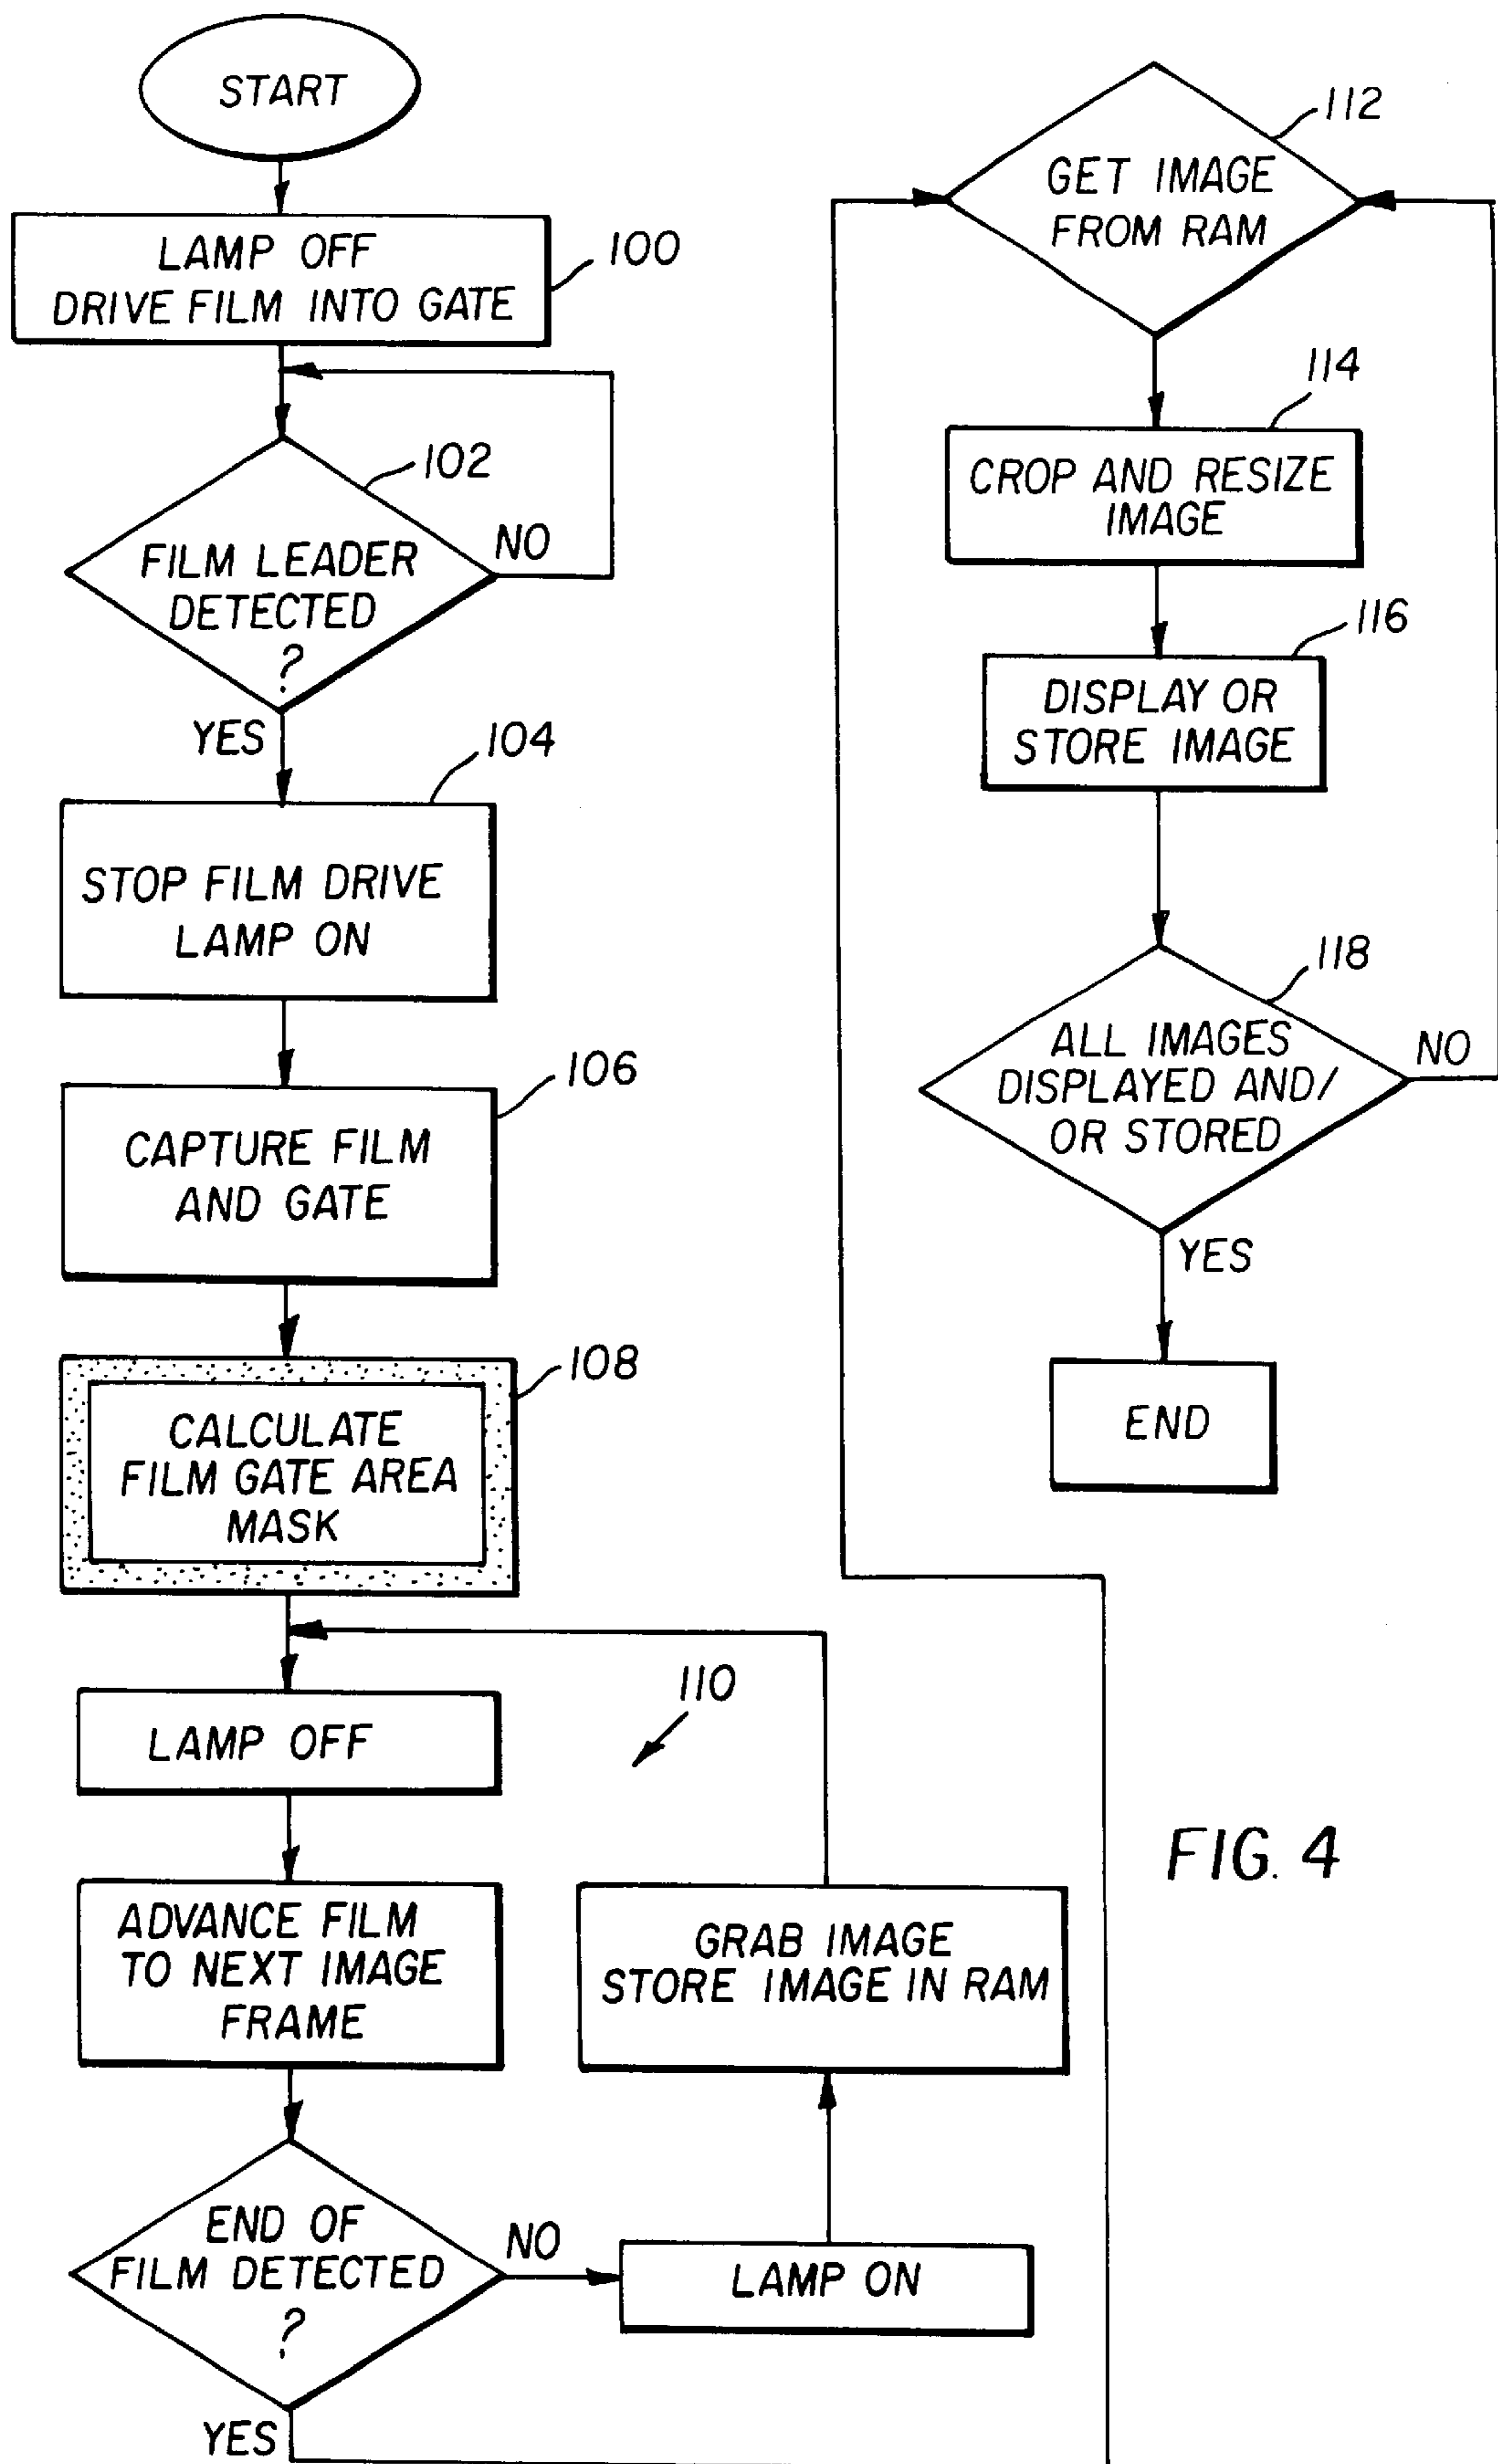 START
LAMP OFF
DRIVE FILM INTO GATE
100
102
FILM LEADER
DETECTED
?
NO
YES
104
STOP FILM DRIVE
LAMP ON
106
CAPTURE FILM
AND GATE
108
CALCULATE
FILM GATE AREA
MASK
110
LAMP OFF
ADVANCE FILM
TO NEXT IMAGE
FRAME
END OF
FILM DETECTED
?
NO
YES
LAMP ON
GRAB IMAGE
STORE IMAGE IN RAM
112
GET IMAGE
FROM RAM
114
CROP AND RESIZE
IMAGE
116
DISPLAY OR
STORE IMAGE
118
ALL IMAGES
DISPLAYED AND/
OR STORED
NO
YES
END
FIG. 4